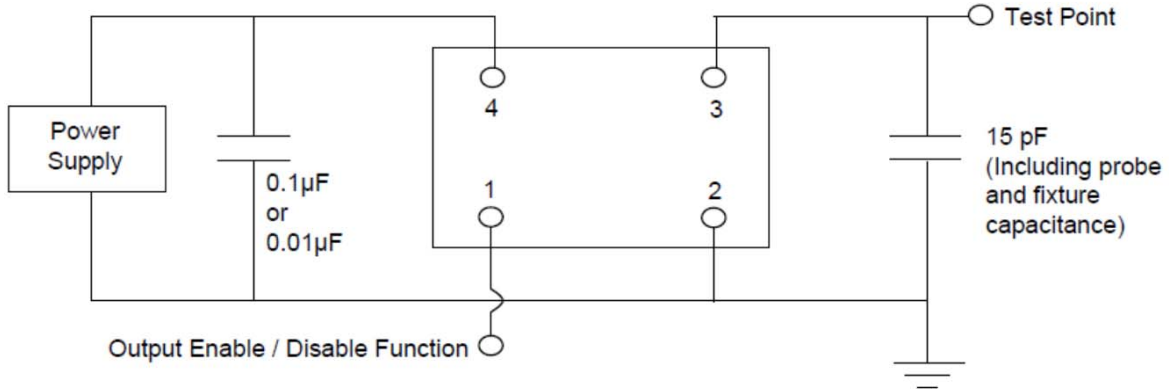 Test Point
4
3
Power
Supply
15 pF
(Including probe
and fixture
capacitance)
0.1µF
or
0.01µF
1
2
Output Enable / Disable Function